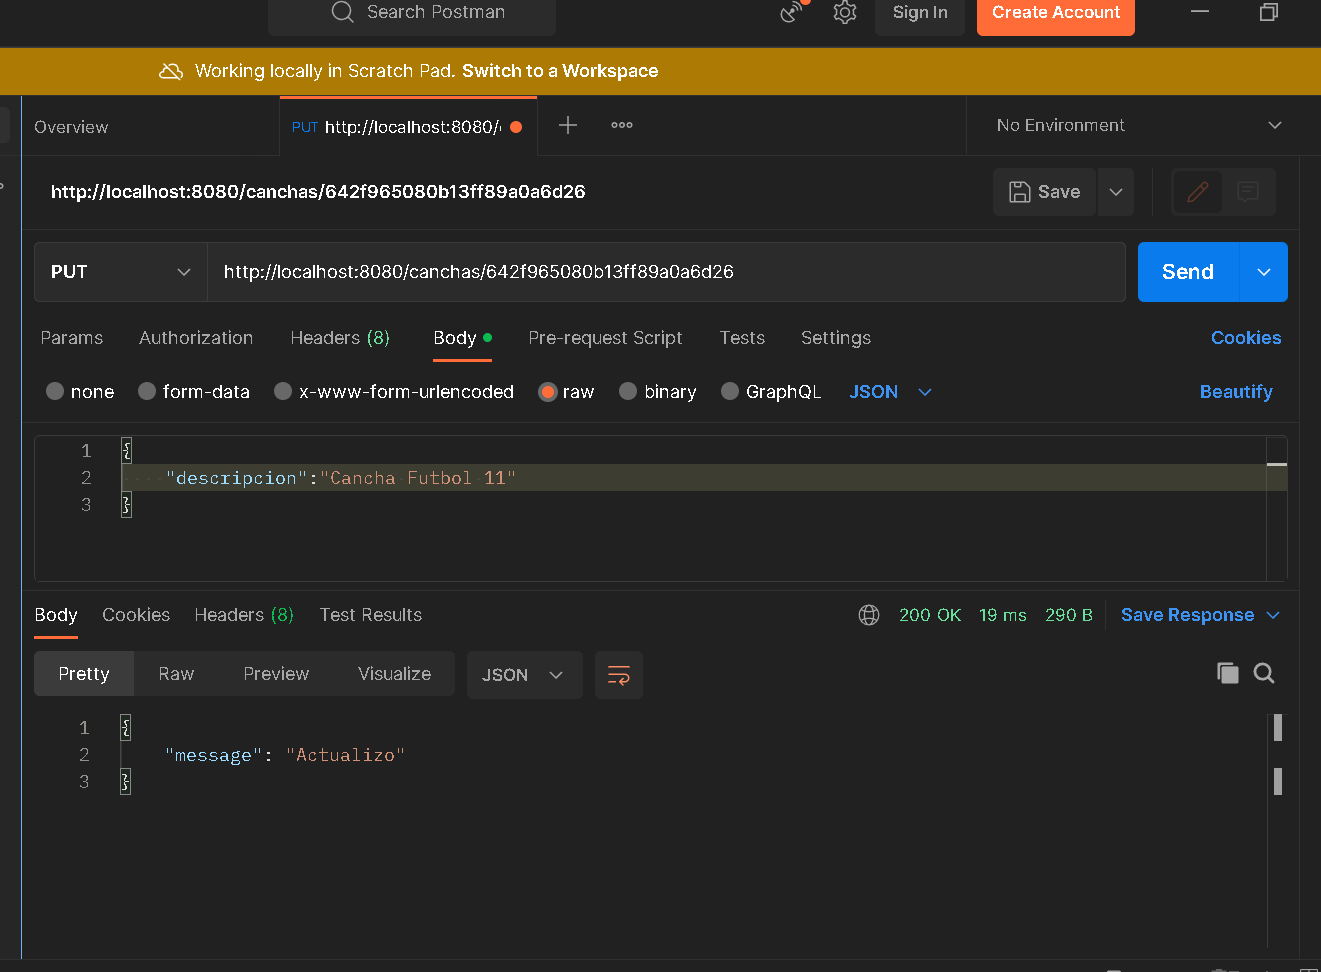 Search Postman
Sign In
Create Account
Working locally in Scratch Pad. Switch to a Workspace
Overview
PUT http://localhost:8080/
No Environment
http://localhost:8080/canchas/642f965080b13ff89a0a6d26
Save
PUT
http://localhost:8080/canchas/642f965080b13ff89a0a6d26
Send
Params Authorization Headers (8) Body Pre-request Script Tests Settings Cookies
none form-data x-www-form-urlencoded raw binary GraphQL JSON Beautify
1 {
2 "descripcion":"Cancha Futbol 11"
3 }
Body Cookies Headers (8) Test Results 200 OK 19 ms 290 B Save Response
Pretty Raw Preview Visualize JSON
1 {
2 "message": "Actualizo"
3 }